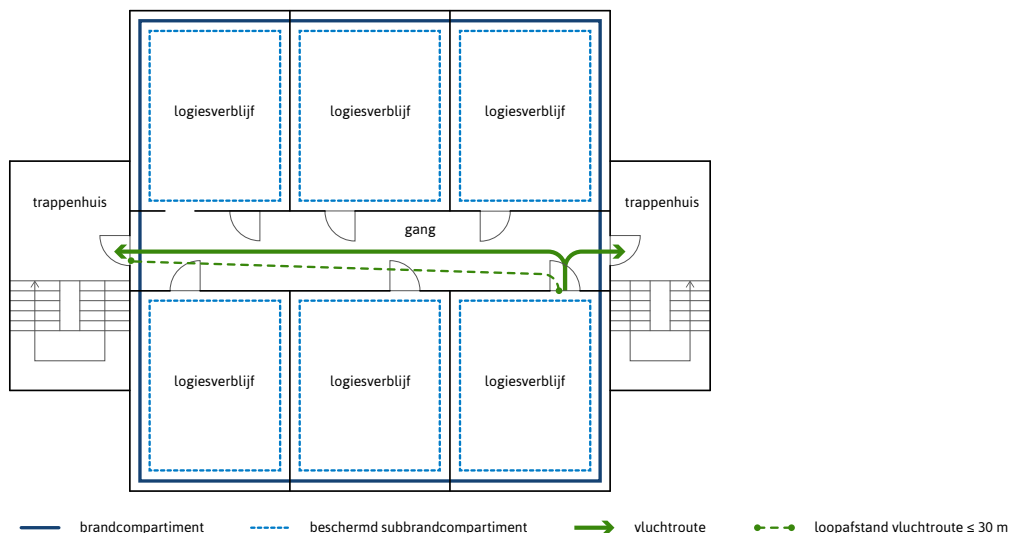 logiesverblijf logiesverblijf logiesverblijf
trappenhuis trappenhuis
gang
logiesverblijf logiesverblijf logiesverblijf
brandcompartiment beschermd subbrandcompartiment vluchtroute loopafstand vluchtroute ≤ 30 m